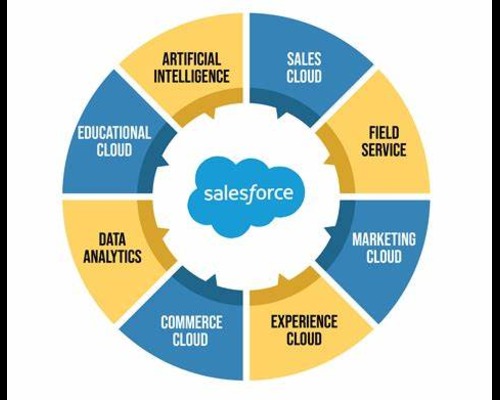 ARTIFICIAL
INTELLIGENCE
SALES
CLOUD
EDUCATIONAL
CLOUD
FIELD
SERVICE
salesforce
DATA
ANALYTICS
MARKETING
CLOUD
COMMERCE
CLOUD
EXPERIENCE
CLOUD